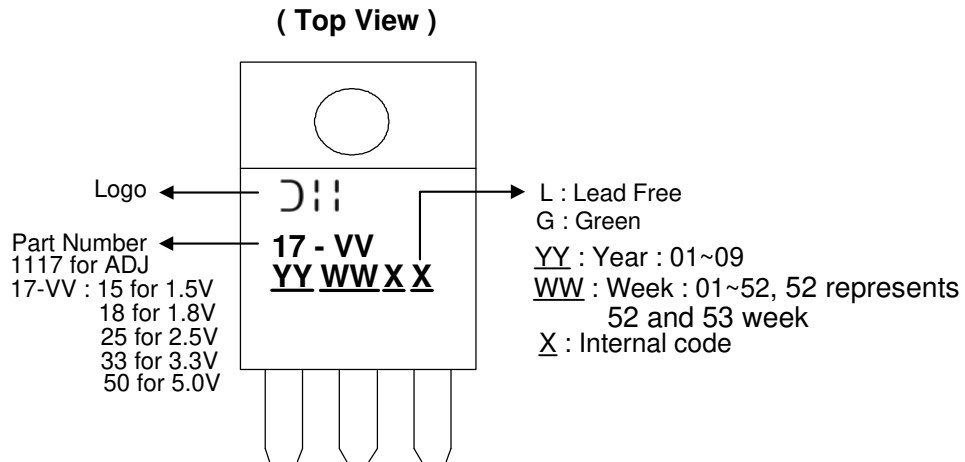 ( Top View )
Logo
Part Number
1117 for ADJ
17-VV : 15 for 1.5V
18 for 1.8V
25 for 2.5V
33 for 3.3V
50 for 5.0V
17 - VV
YY WW X X
L : Lead Free
G : Green
YY : Year : 01~09
WW : Week : 01~52, 52 represents
52 and 53 week
X : Internal code